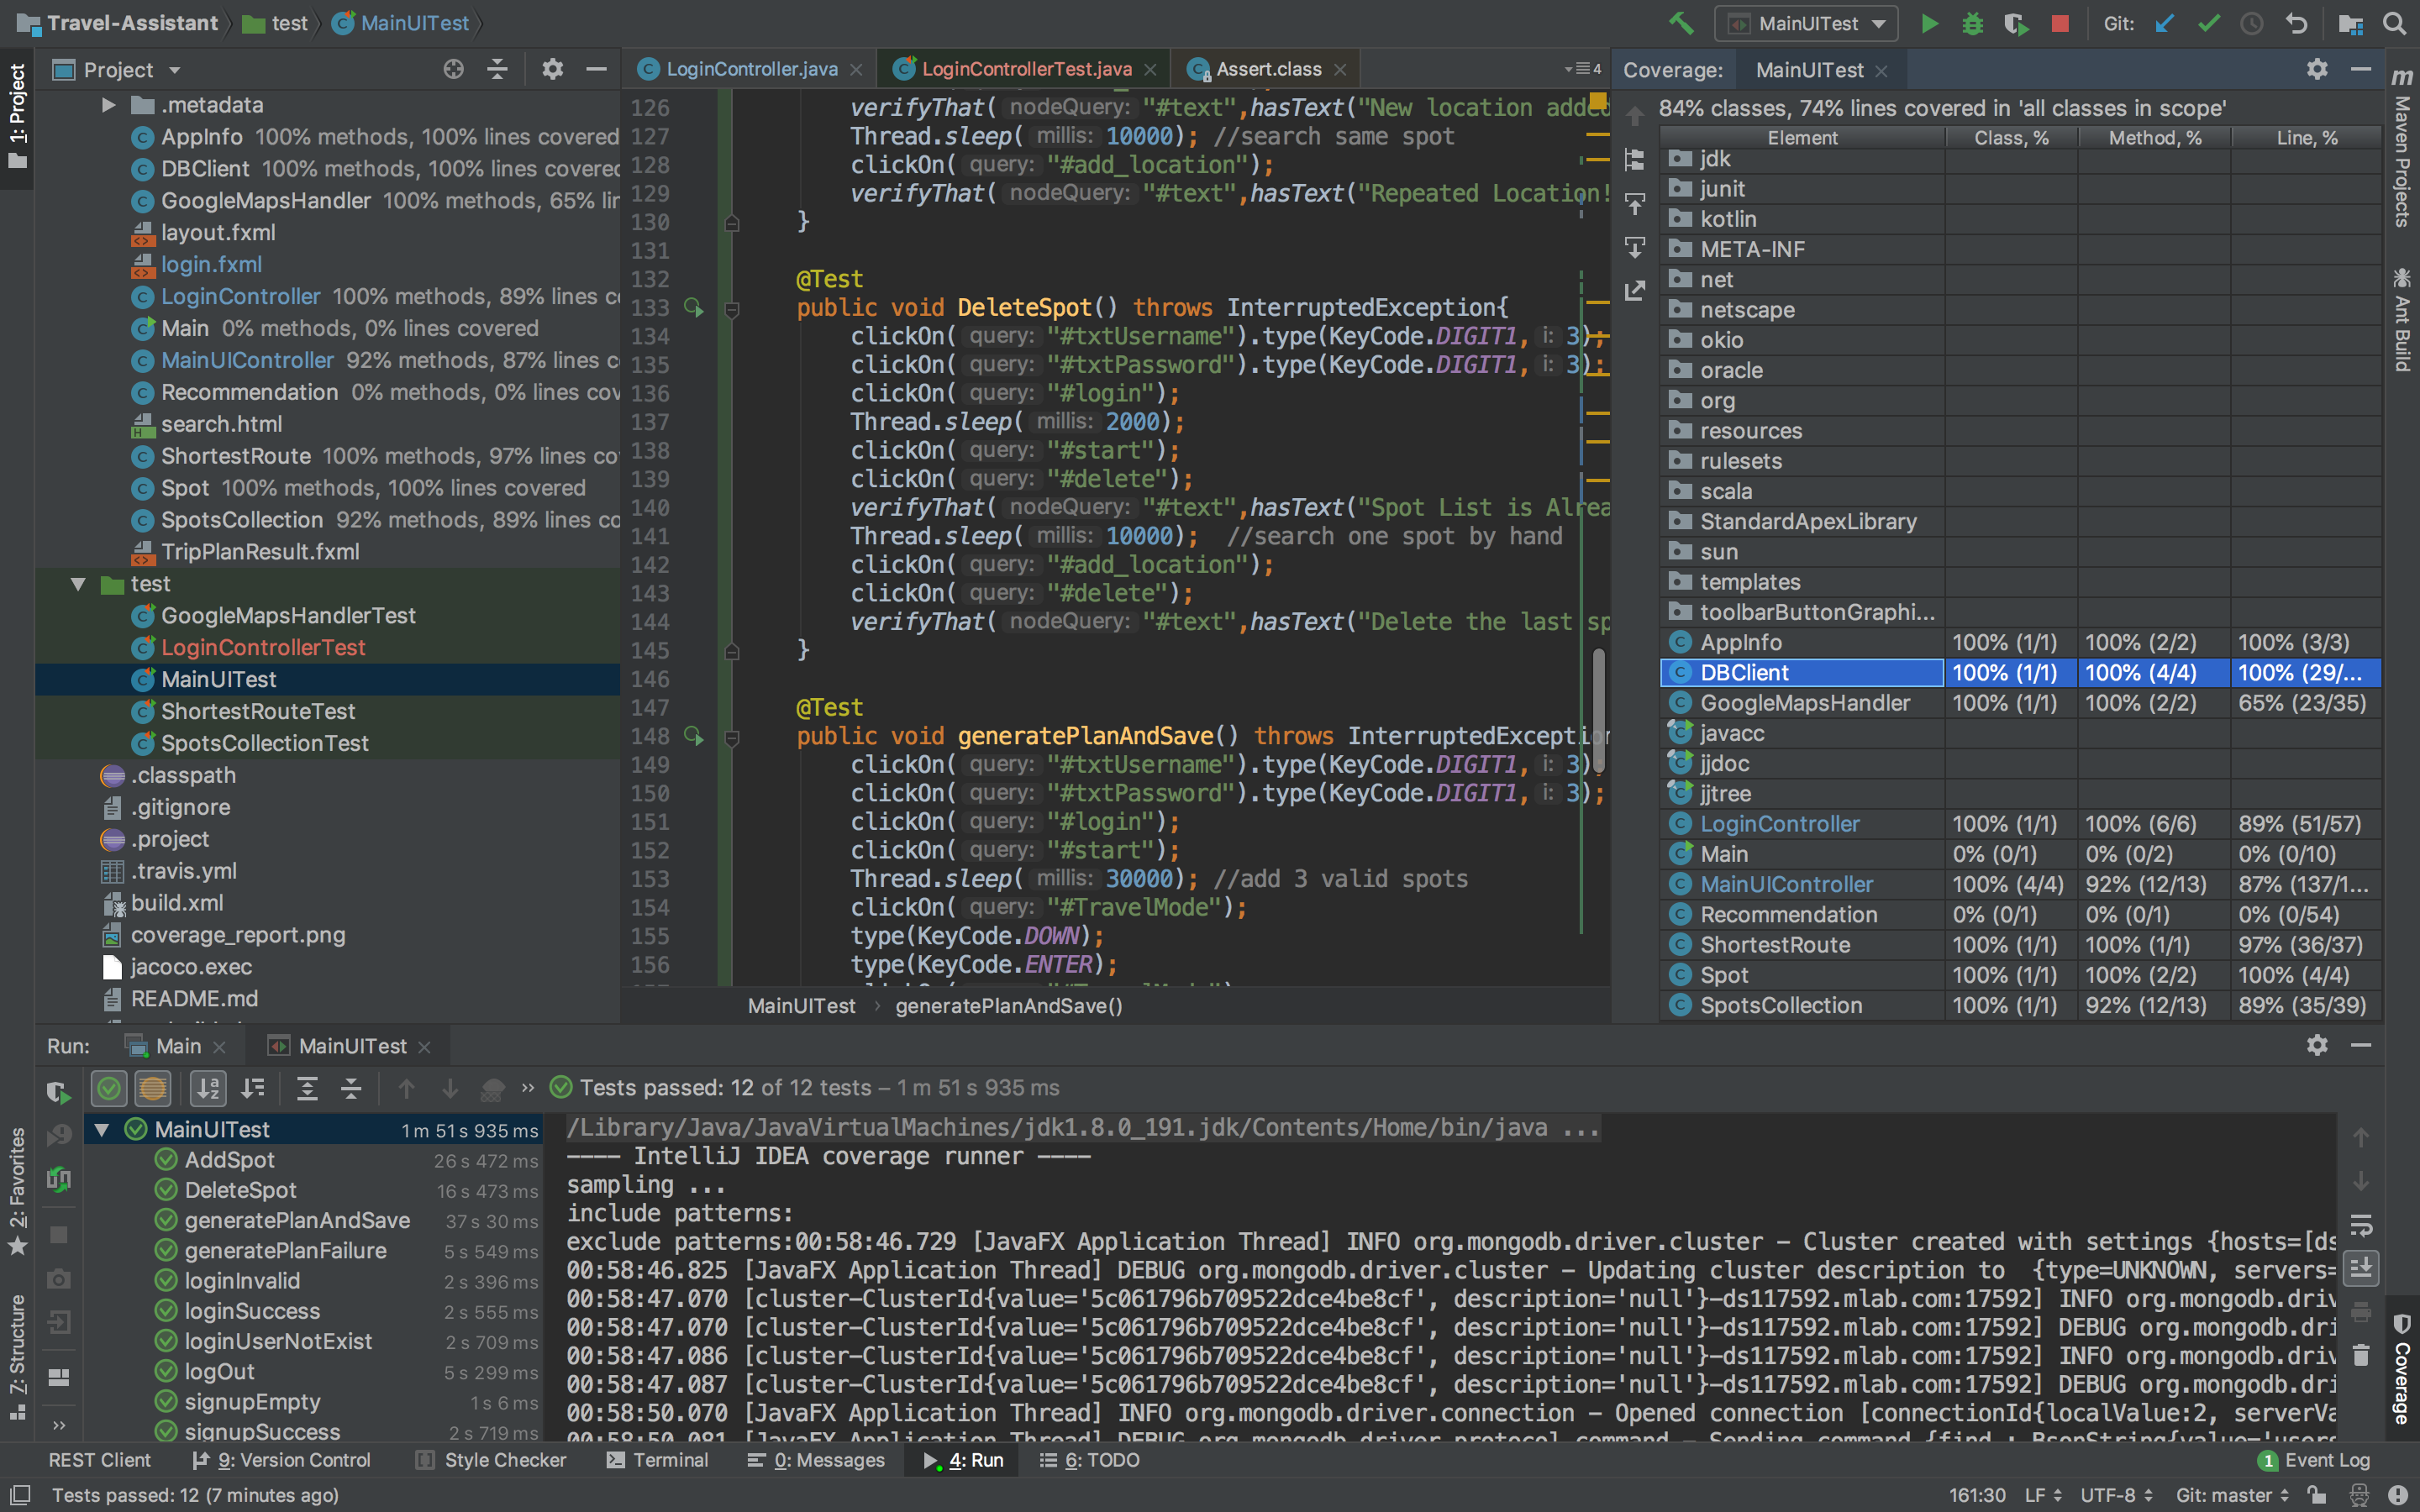 Travel-Assistant
test
MainUITest
MainUITest
Git:
1: Project
Project
.metadata
AppInfo 100% methods, 100% lines covered
DBClient 100% methods, 100% lines covered
GoogleMapsHandler 100% methods, 65% lin
layout.fxml
login.fxml
LoginController 100% methods, 89% lines co
Main 0% methods, 0% lines covered
MainUIController 92% methods, 87% lines c
Recommendation 0% methods, 0% lines cov
search.html
ShortestRoute 100% methods, 97% lines co
Spot 100% methods, 100% lines covered
SpotsCollection 92% methods, 89% lines co
TripPlanResult.fxml
test
GoogleMapsHandlerTest
LoginControllerTest
MainUITest
ShortestRouteTest
SpotsCollectionTest
.classpath
.gitignore
.project
.travis.yml
build.xml
coverage_report.png
jacoco.exec
README.md
LoginController.java
LoginControllerTest.java
Assert.class
4
126 verifyThat( nodeQuery: "#text",hasText("New location added
127 Thread.sleep( millis: 10000); //search same spot
128 clickOn( query: "#add_location");
129 verifyThat( nodeQuery: "#text",hasText("Repeated Location!
130 }
131
132 @Test
133 public void DeleteSpot() throws InterruptedException{
134 clickOn( query: "#txtUsername").type(KeyCode.DIGIT1, i: 3);
135 clickOn( query: "#txtPassword").type(KeyCode.DIGIT1, i: 3);
136 clickOn( query: "#login");
137 Thread.sleep( millis: 2000);
138 clickOn( query: "#start");
139 clickOn( query: "#delete");
140 verifyThat( nodeQuery: "#text",hasText("Spot List is Alrea
141 Thread.sleep( millis: 10000); //search one spot by hand
142 clickOn( query: "#add_location");
143 clickOn( query: "#delete");
144 verifyThat( nodeQuery: "#text",hasText("Delete the last sp
145 }
146
147 @Test
148 public void generatePlanAndSave() throws InterruptedExceptio
149 clickOn( query: "#txtUsername").type(KeyCode.DIGIT1, i: 3);
150 clickOn( query: "#txtPassword").type(KeyCode.DIGIT1, i: 3);
151 clickOn( query: "#login");
152 clickOn( query: "#start");
153 Thread.sleep( millis: 30000); //add 3 valid spots
154 clickOn( query: "#TravelMode");
155 type(KeyCode.DOWN);
156 type(KeyCode.ENTER);
MainUITest
generatePlanAndSave()
Coverage:
MainUITest
84% classes, 74% lines covered in 'all classes in scope'
Element Class, % Method, % Line, %
jdk
junit
kotlin
META-INF
net
netscape
okio
oracle
org
resources
rulesets
scala
StandardApexLibrary
sun
templates
toolbarButtonGraphi...
AppInfo 100% (1/1) 100% (2/2) 100% (3/3)
DBClient 100% (1/1) 100% (4/4) 100% (29/...
GoogleMapsHandler 100% (1/1) 100% (2/2) 65% (23/35)
javacc
jjdoc
jjtree
LoginController 100% (1/1) 100% (6/6) 89% (51/57)
Main 0% (0/1) 0% (0/2) 0% (0/10)
MainUIController 100% (4/4) 92% (12/13) 87% (137/1...
Recommendation 0% (0/1) 0% (0/1) 0% (0/54)
ShortestRoute 100% (1/1) 100% (1/1) 97% (36/37)
Spot 100% (1/1) 100% (2/2) 100% (4/4)
SpotsCollection 100% (1/1) 92% (12/13) 89% (35/39)
Maven Projects
Ant Build
Coverage
Run:
Main
MainUITest
Tests passed: 12 of 12 tests – 1 m 51 s 935 ms
MainUITest 1 m 51 s 935 ms
AddSpot 26 s 472 ms
DeleteSpot 16 s 473 ms
generatePlanAndSave 37 s 30 ms
generatePlanFailure 5 s 549 ms
loginInvalid 2 s 396 ms
loginSuccess 2 s 555 ms
loginUserNotExist 2 s 709 ms
logOut 5 s 299 ms
signupEmpty 1 s 6 ms
signupSuccess 2 s 719 ms
/Library/Java/JavaVirtualMachines/jdk1.8.0_191.jdk/Contents/Home/bin/java ...
---- IntelliJ IDEA coverage runner ----
sampling ...
include patterns:
exclude patterns:00:58:46.729 [JavaFX Application Thread] INFO org.mongodb.driver.cluster - Cluster created with settings {hosts=[ds
00:58:46.825 [JavaFX Application Thread] DEBUG org.mongodb.driver.cluster - Updating cluster description to {type=UNKNOWN, servers=
00:58:47.070 [cluster-ClusterId{value='5c061796b709522dce4be8cf', description='null'}-ds117592.mlab.com:17592] INFO org.mongodb.driv
00:58:47.070 [cluster-ClusterId{value='5c061796b709522dce4be8cf', description='null'}-ds117592.mlab.com:17592] DEBUG org.mongodb.dri
00:58:47.086 [cluster-ClusterId{value='5c061796b709522dce4be8cf', description='null'}-ds117592.mlab.com:17592] INFO org.mongodb.driv
00:58:47.087 [cluster-ClusterId{value='5c061796b709522dce4be8cf', description='null'}-ds117592.mlab.com:17592] DEBUG org.mongodb.dri
00:58:50.070 [JavaFX Application Thread] INFO org.mongodb.driver.connection - Opened connection [connectionId{localValue:2, serverVa
00:58:50.081 [JavaFX Application Thread] DEBUG org.mongodb.driver.protocol.command - Sending command {find : BsonString{value='users
2: Favorites
7: Structure
REST Client
9: Version Control
Style Checker
Terminal
0: Messages
4: Run
6: TODO
1 Event Log
Tests passed: 12 (7 minutes ago)
161:30 LF UTF-8 Git: master